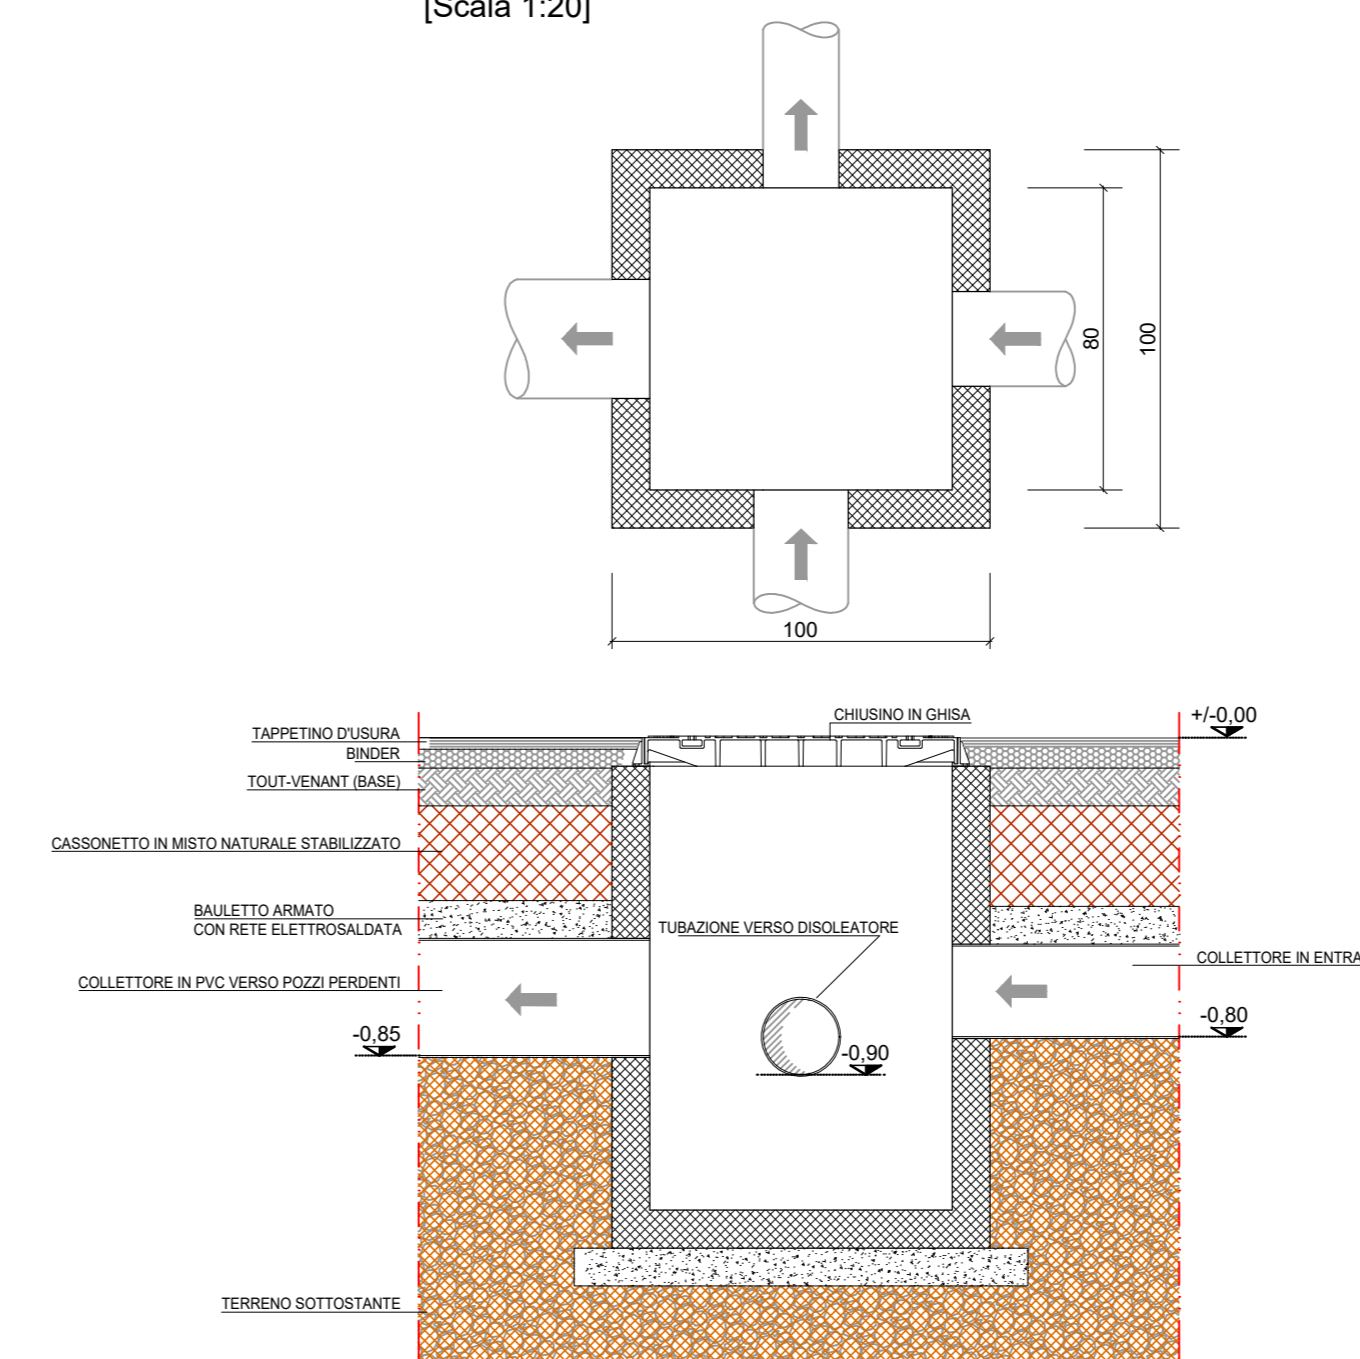 [Scala 1:20]
80
100
100
CHIUSINO IN GHISA
+/-0,00
TAPPETINO D'USURA
BINDER
TOUT-VENANT (BASE)
CASSONETTO IN MISTO NATURALE STABILIZZATO
BAULETTO ARMATO
CON RETE ELETTROSALDATA
TUBAZIONE VERSO DISOLEATORE
COLLETTORE IN ENTRA
COLLETTORE IN PVC VERSO POZZI PERDENTI
-0,85
-0,80
-0,90
TERRENO SOTTOSTANTE